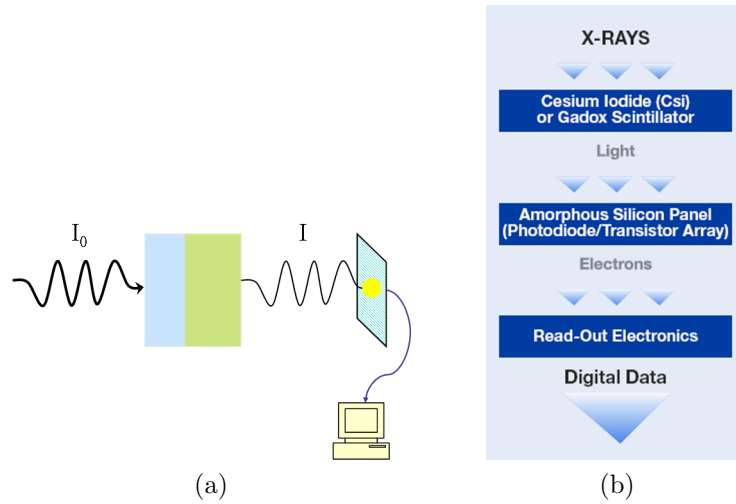 I₀
I
(a)
X-RAYS
Cesium Iodide (Csi)
or Gadox Scintillator
Light
Amorphous Silicon Panel
(Photodiode/Transistor Array)
Electrons
Read-Out Electronics
Digital Data
(b)